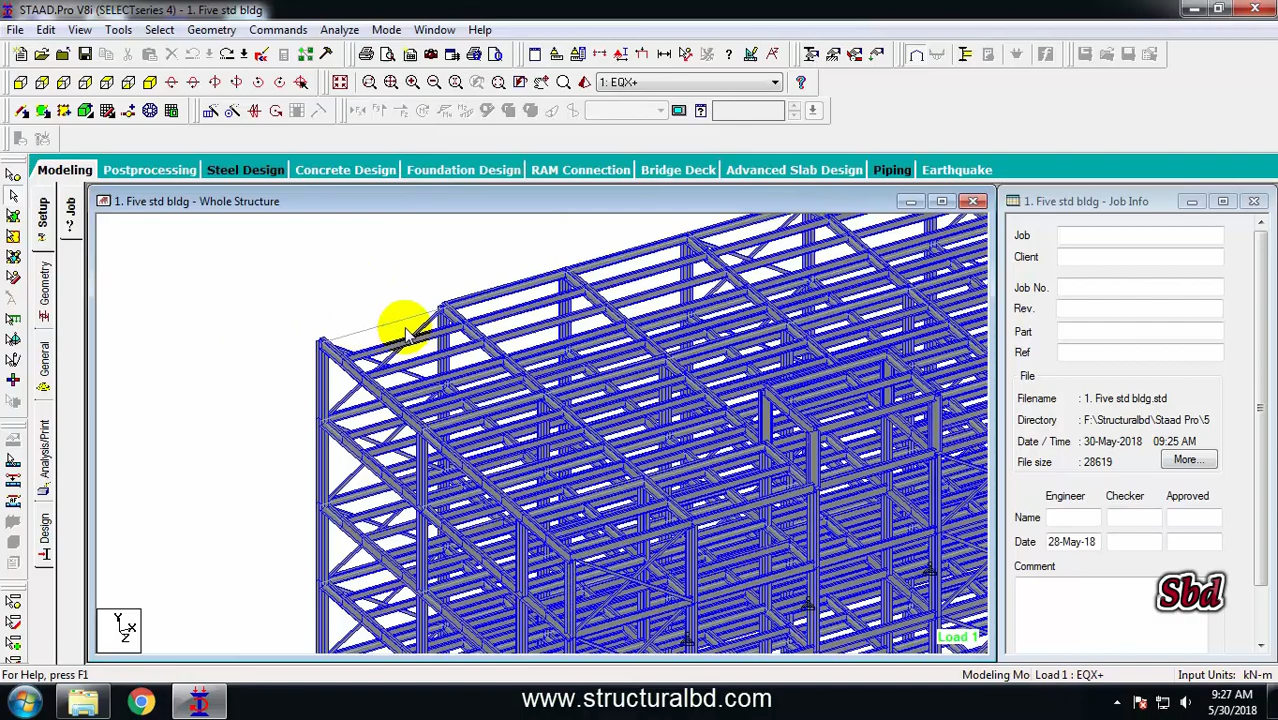 STAAD.Pro V8i (SELECTseries 4) - 1. Five std bldg
File Edit View Tools Select Geometry Commands Analyze Mode Window Help
1: EQX+
Modeling Postprocessing Steel Design Concrete Design Foundation Design RAM Connection Bridge Deck Advanced Slab Design Piping Earthquake
Setup
Geometry
General
Analysis/Print
Design
Job
1. Five std bldg - Whole Structure
Y
X
Z
Load 1
1. Five std bldg - Job Info
Job
Client
Job No.
Rev.
Part
Ref
File
Filename : 1. Five std bldg.std
Directory : F:\Structuralbd\Staad Pro\5
Date / Time : 30-May-2018 09:25 AM
File size : 28619 More...
Engineer Checker Approved
Name
Date 28-May-18
Comment
Sbd
For Help, press F1
Modeling Mo Load 1 : EQX+ Input Units: kN-m
www.structuralbd.com
9:27 AM
5/30/2018